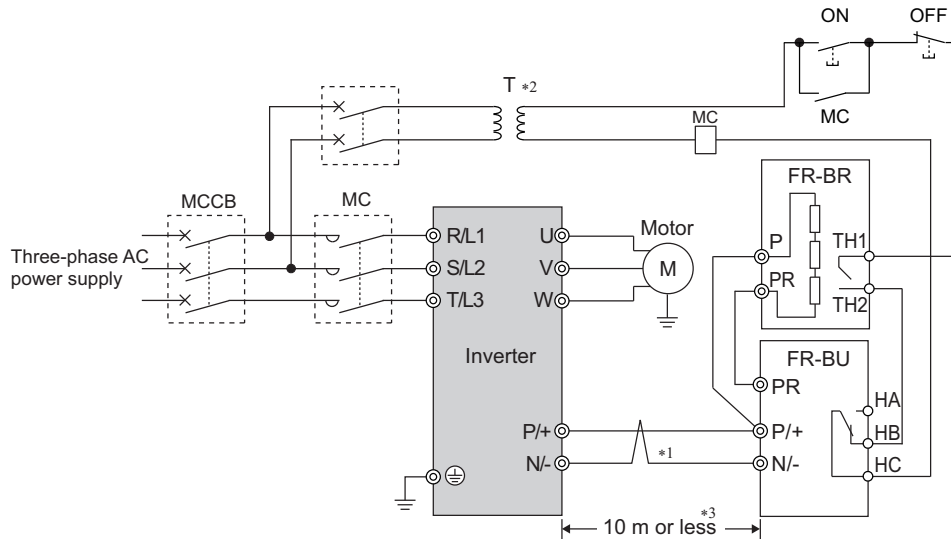 ON
OFF
T *2
MC
MC
FR-BR
MCCB
MC
Three-phase AC
power supply
R/L1
S/L2
T/L3
U
V
W
Motor
M
P
PR
TH1
TH2
Inverter
FR-BU
PR
P/+
N/-
*1
P/+
N/-
HA
HB
HC
10 m or less *3